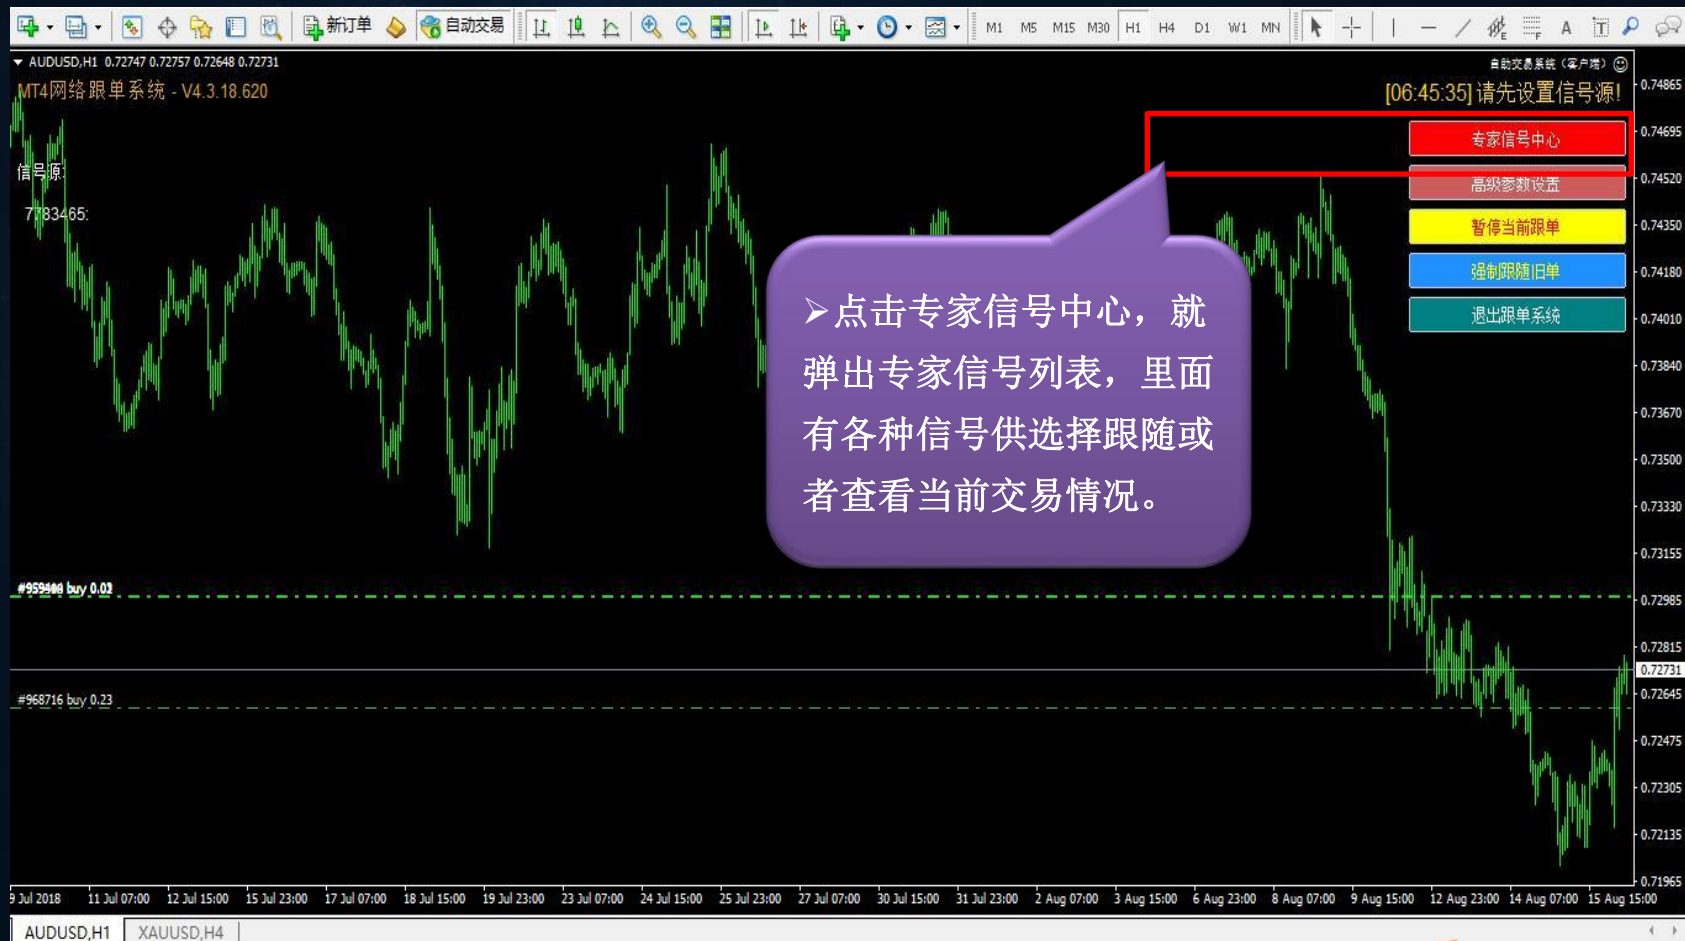 新订单
自动交易
M1 M5 M15 M30 H1 H4 D1 W1 MN
AUDUSD,H1 0.72747 0.72757 0.72648 0.72731
自助交易系统（客户端）
MT4网络跟单系统 - V4.3.18.620
[06:45:35] 请先设置信号源!
专家信号中心
高级参数设置
暂停当前跟单
强制跟随旧单
退出跟单系统
信号源:
7783465:
➢点击专家信号中心，就
弹出专家信号列表，里面
有各种信号供选择跟随或
者查看当前交易情况。
buy 0.02
#968716 buy 0.23
0.74865
0.74695
0.74520
0.74350
0.74180
0.74010
0.73840
0.73670
0.73500
0.73330
0.73155
0.72985
0.72815
0.72731
0.72645
0.72475
0.72305
0.72135
0.71965
9 Jul 2018 11 Jul 07:00 12 Jul 15:00 15 Jul 23:00 17 Jul 07:00 18 Jul 15:00 19 Jul 23:00 23 Jul 07:00 24 Jul 15:00 25 Jul 23:00 27 Jul 07:00 30 Jul 15:00 31 Jul 23:00 2 Aug 07:00 3 Aug 15:00 6 Aug 23:00 8 Aug 07:00 9 Aug 15:00 12 Aug 23:00 14 Aug 07:00 15 Aug 15:00
AUDUSD,H1 XAUUSD,H4